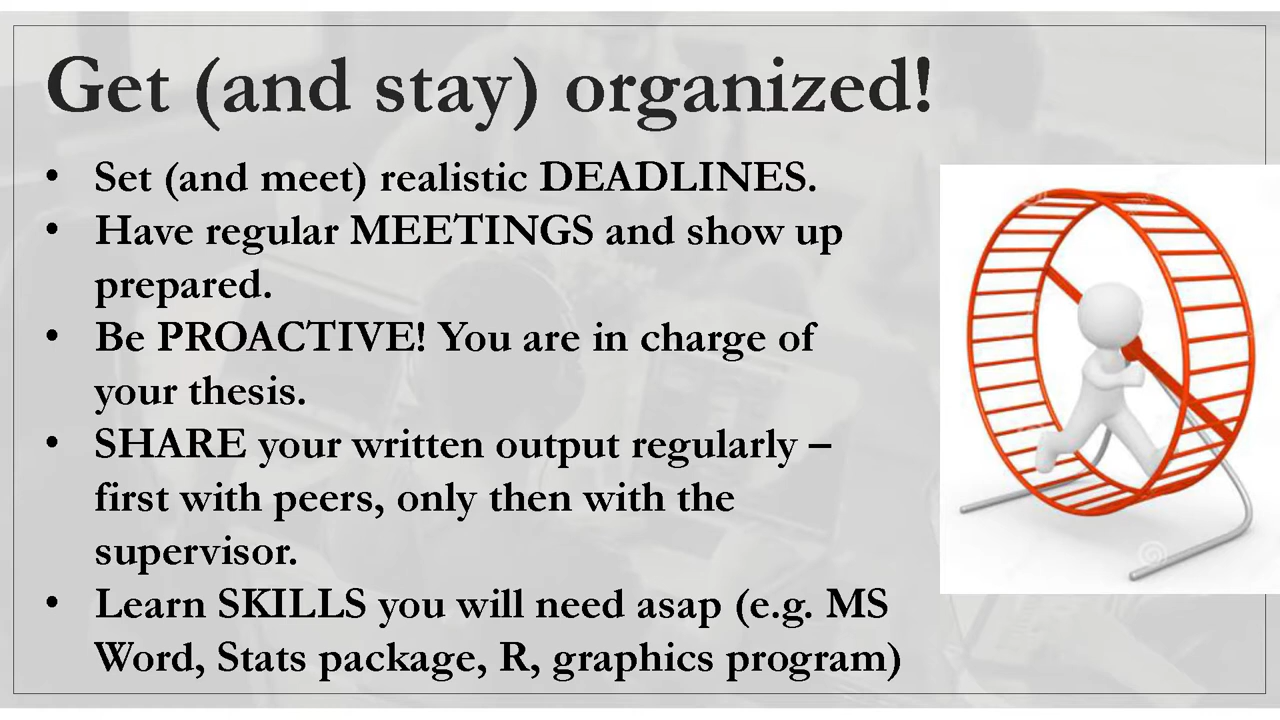 Get (and stay) organized!
• Set (and meet) realistic DEADLINES.
• Have regular MEETINGS and show up
prepared.
• Be PROACTIVE! You are in charge of
your thesis.
• SHARE your written output regularly –
first with peers, only then with the
supervisor.
• Learn SKILLS you will need asap (e.g. MS
Word, Stats package, R, graphics program)